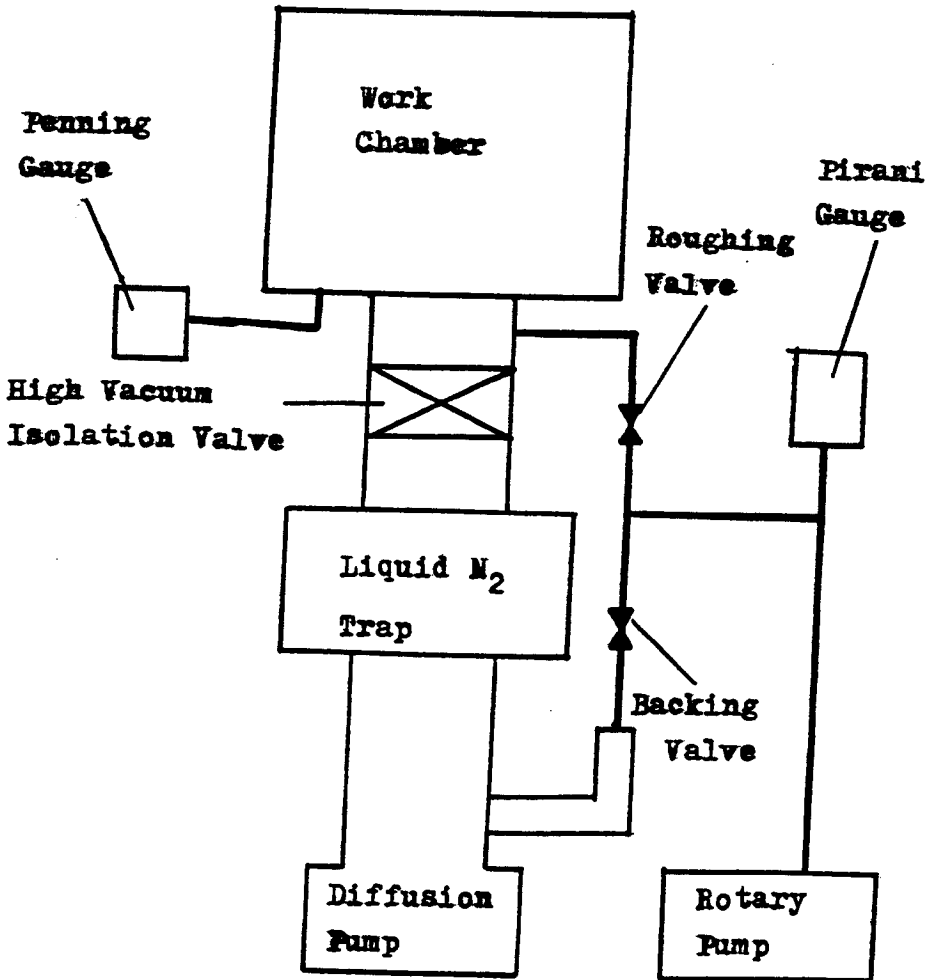 Work
Chamber
Penning
Gauge
Pirani
Gauge
Roughing
Valve
High Vacuum
Isolation Valve
Liquid N2
Trap
Backing
Valve
Diffusion
Pump
Rotary
Pump